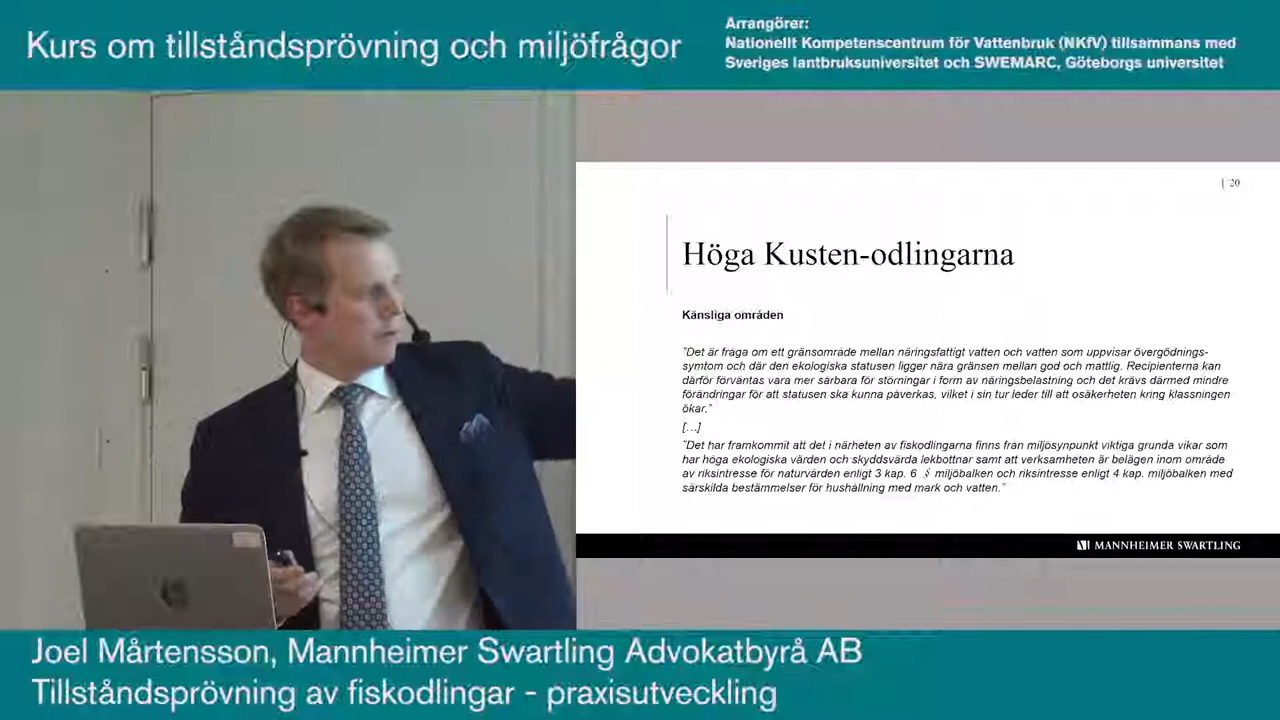 Kurs om tillståndsprövning och miljöfrågor
Arrangörer:
Nationellt Kompetenscentrum för Vattenbruk (NKfV) tillsammans med
Sveriges lantbruksuniversitet och SWEMARC, Göteborgs universitet
| 20
Höga Kusten-odlingarna
Känsliga områden
"Det är fråga om ett gränsområde mellan näringsfattigt vatten och vatten som uppvisar övergödnings-
symtom och där den ekologiska statusen ligger nära gränsen mellan god och måttlig. Recipienterna kan
därför förväntas vara mer sårbara för störningar i form av näringsbelastning och det krävs därmed mindre
förändringar för att statusen ska kunna påverkas, vilket i sin tur leder till att osäkerheten kring klassningen
ökar."
[...]
"Det har framkommit att det i närheten av fiskodlingarna finns från miljösynpunkt viktiga grunda vikar som
har höga ekologiska värden och skyddsvärda lekbottnar samt att verksamheten är belägen inom område
av riksintresse för naturvården enligt 3 kap. 6 § miljöbalken och riksintresse enligt 4 kap. miljöbalken med
särskilda bestämmelser för hushållning med mark och vatten."
MANNHEIMER SWARTLING
Joel Mårtensson, Mannheimer Swartling Advokatbyrå AB
Tillståndsprövning av fiskodlingar - praxisutveckling